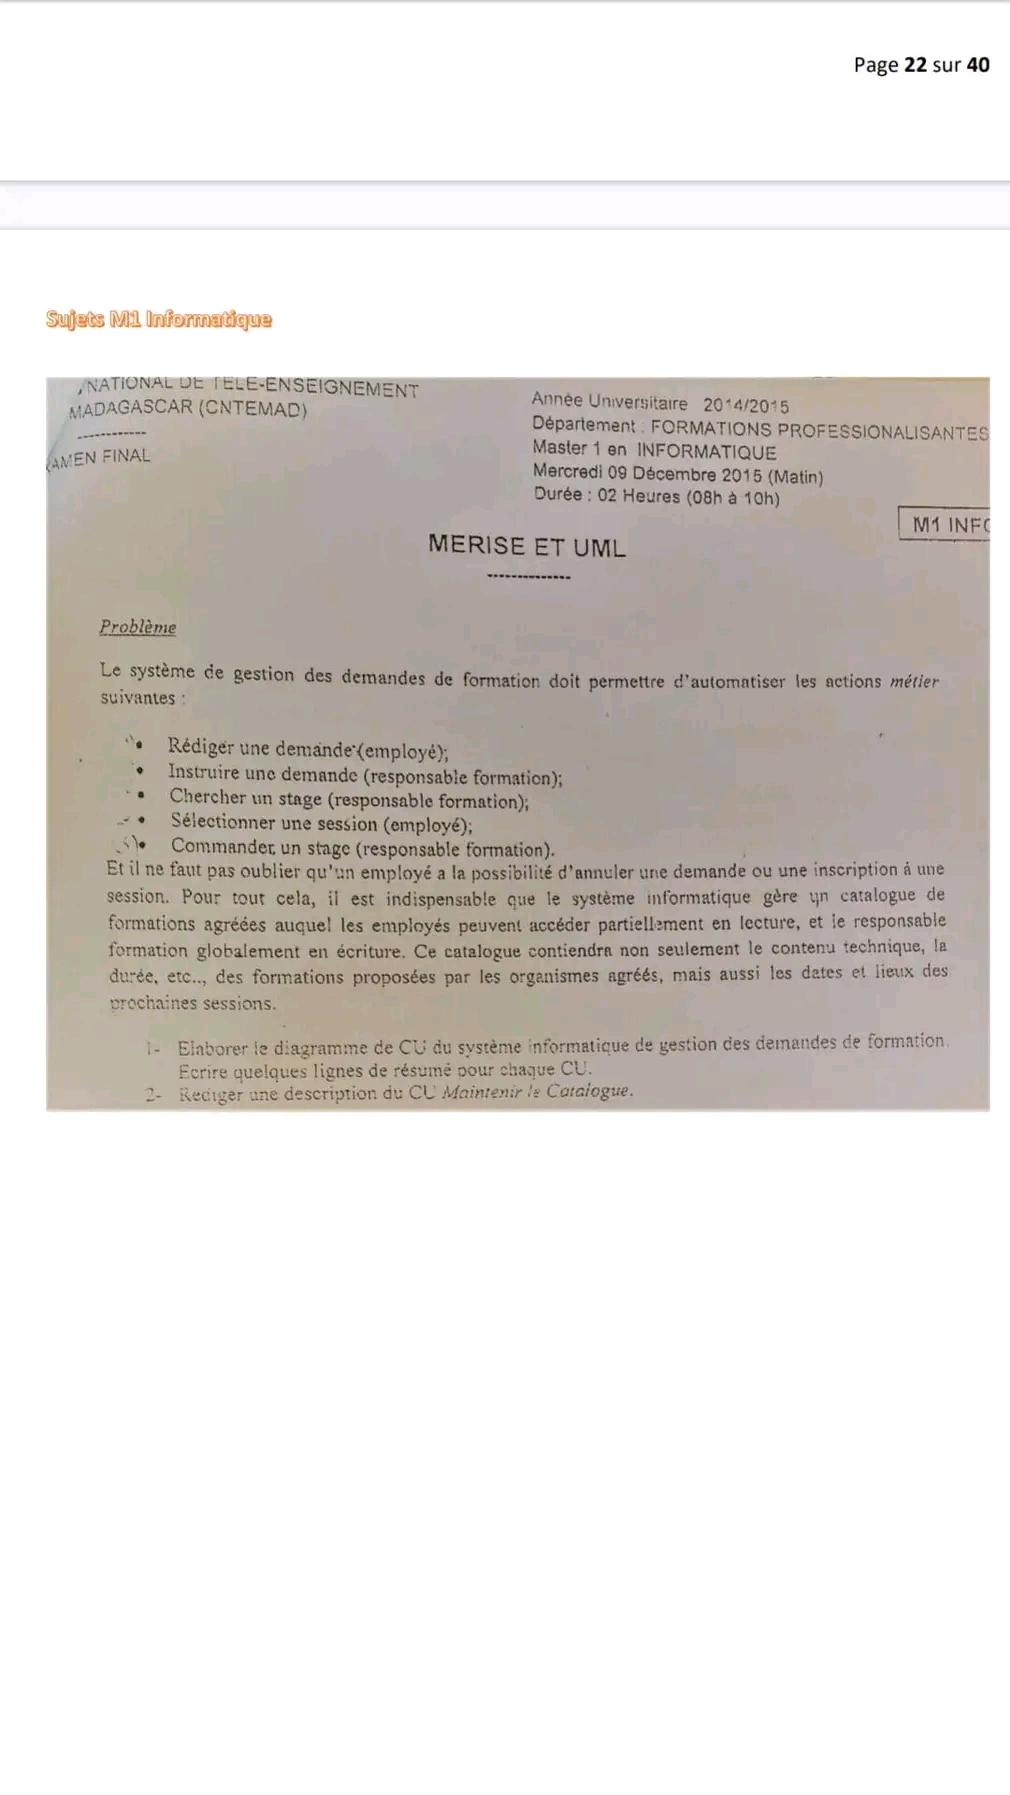 Page 22 sur 40
Sujets M1 Informatique
NATIONAL DE TELE-ENSEIGNEMENT
MADAGASCAR (CNTEMAD)
AMEN FINAL
Année Universitaire 2014/2015
Département : FORMATIONS PROFESSIONALISANTES
Master 1 en INFORMATIQUE
Mercredi 09 Décembre 2015 (Matin)
Durée : 02 Heures (08h à 10h)
M1 INFO
MERISE ET UML
Problème
Le système de gestion des demandes de formation doit permettre d'automatiser les actions métier
suivantes :
• Rédiger une demande (employé);
• Instruire une demande (responsable formation);
• Chercher un stage (responsable formation);
• Sélectionner une session (employé);
• Commander un stage (responsable formation).
Et il ne faut pas oublier qu'un employé a la possibilité d'annuler une demande ou une inscription á une
session. Pour tout cela, il est indispensable que le système informatique gère un catalogue de
formations agréées auquel les employés peuvent accéder partiellement en lecture, et le responsable
formation globalement en écriture. Ce catalogue contiendra non seulement le contenu technique, la
durée, etc.., des formations proposées par les organismes agréés, mais aussi les dates et lieux des
prochaines sessions.
1- Elaborer le diagramme de CU du système informatique de gestion des demandes de formation.
Ecrire quelques lignes de résumé pour chaque CU.
2- Rédiger une description du CU Maintenir le Catalogue.